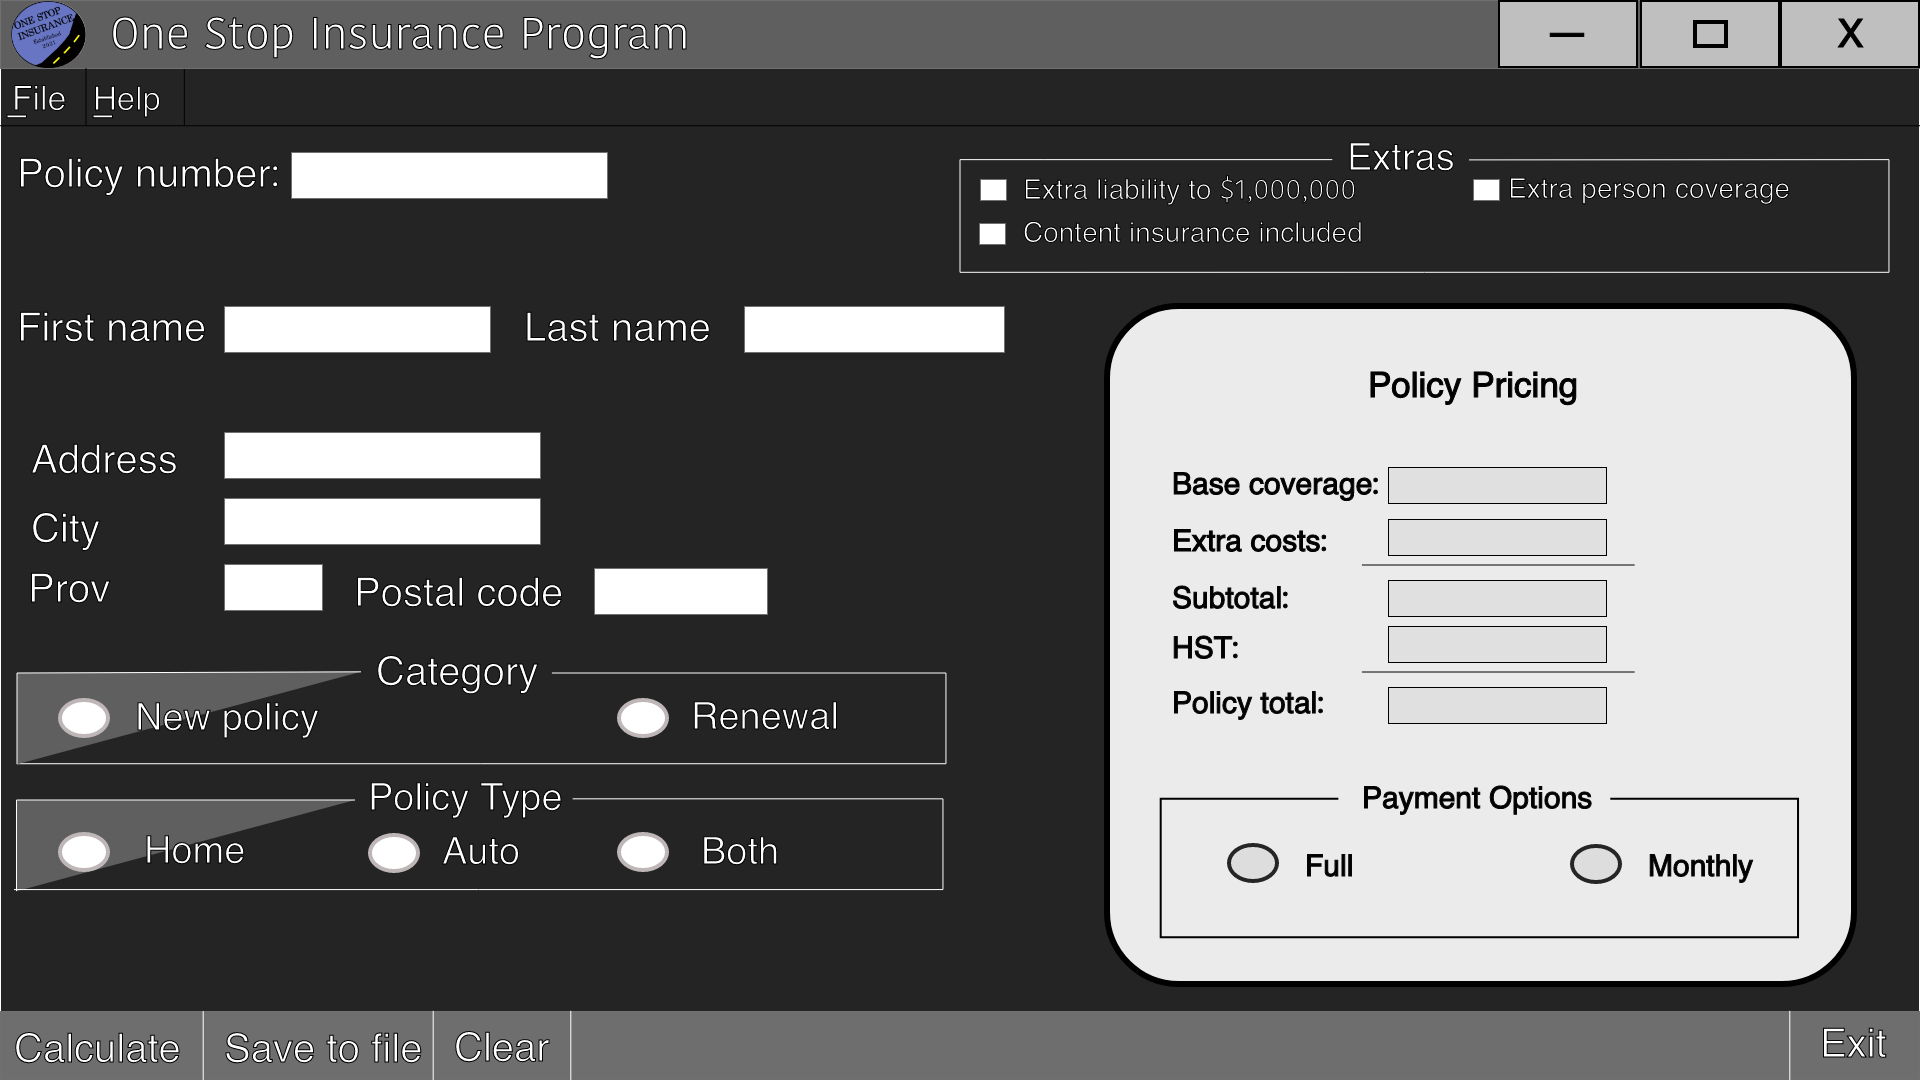 ONE STOP
INSURANCE
Established
2021
One Stop Insurance Program
X
File Help
Policy number:
Extras
Extra liability to $1,000,000 Extra person coverage
Content insurance included
First name Last name
Address
City
Prov Postal code
Category
New policy Renewal
Policy Type
Home Auto Both
Policy Pricing
Base coverage:
Extra costs:
Subtotal:
HST:
Policy total:
Payment Options
Full Monthly
Calculate Save to file Clear Exit